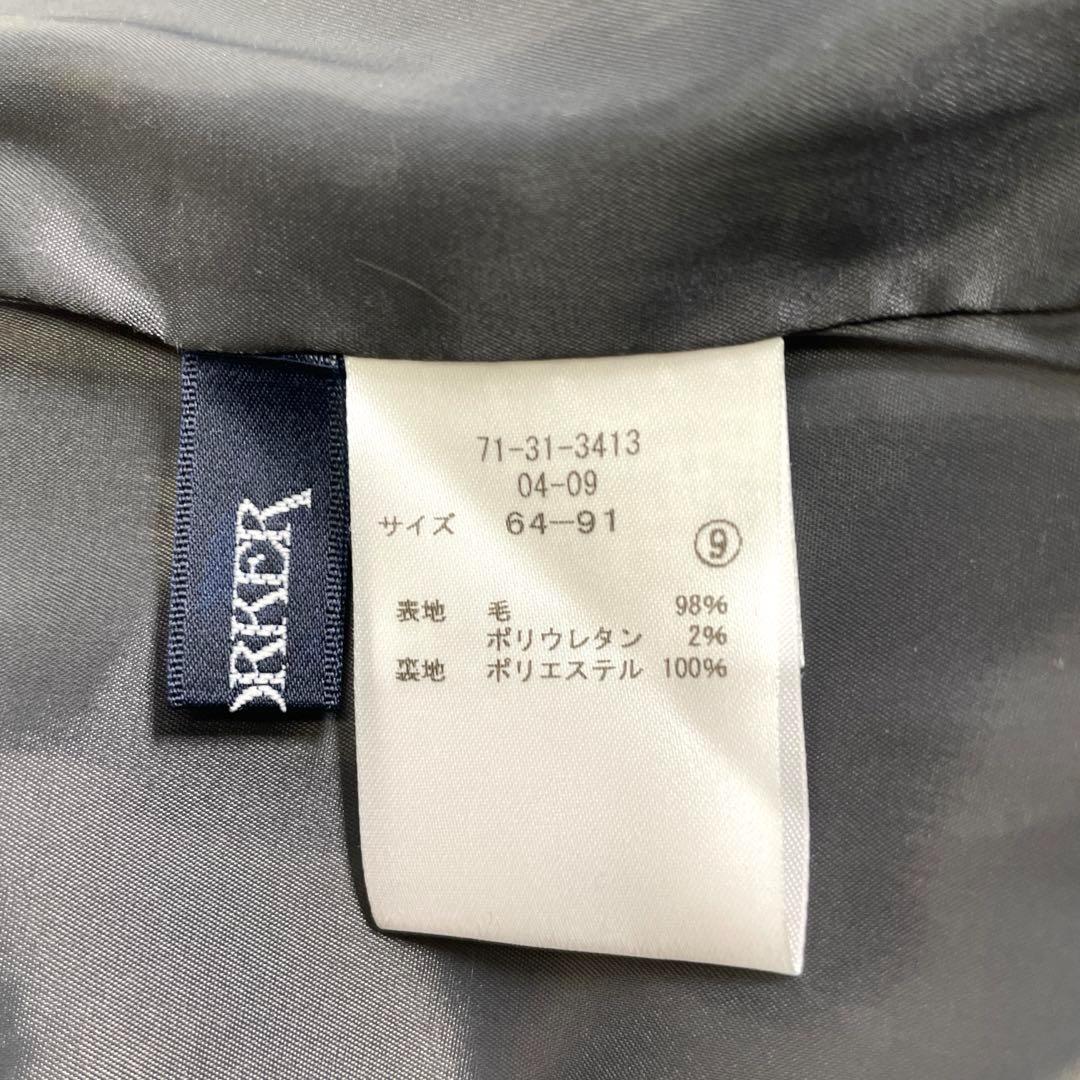 71-31-3413
04-09
サイズ 64-91
⑨
表地 毛 98%
ポリウレタン 2%
裏地 ポリエステル 100%
ORKER